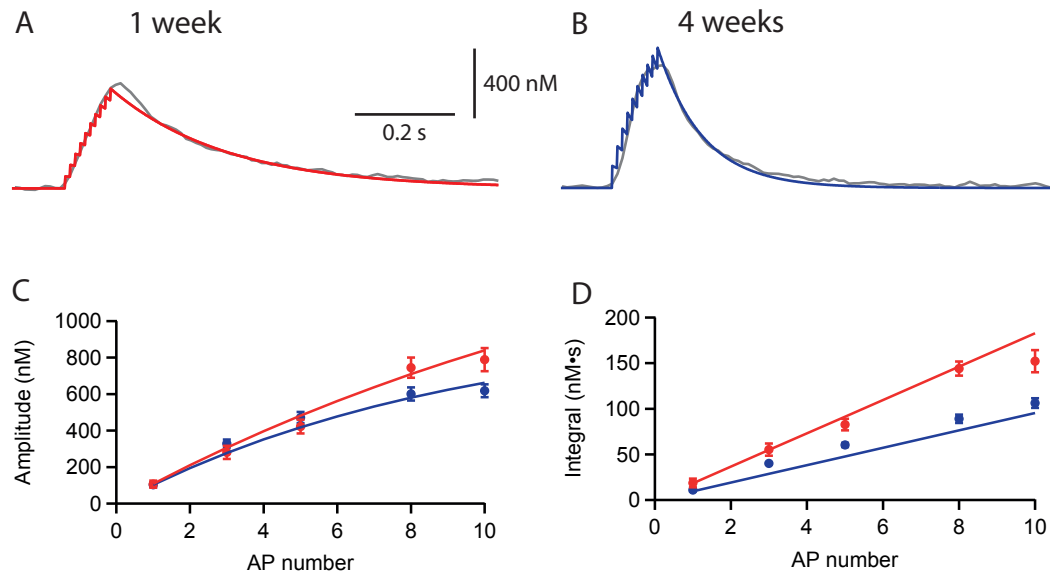 A
1 week
B
4 weeks
400 nM
0.2 s
C
Amplitude (nM)
1000
800
600
400
200
0
0 2 4 6 8 10
AP number
D
Integral (nM•s)
200
150
100
50
0
0 2 4 6 8 10
AP number